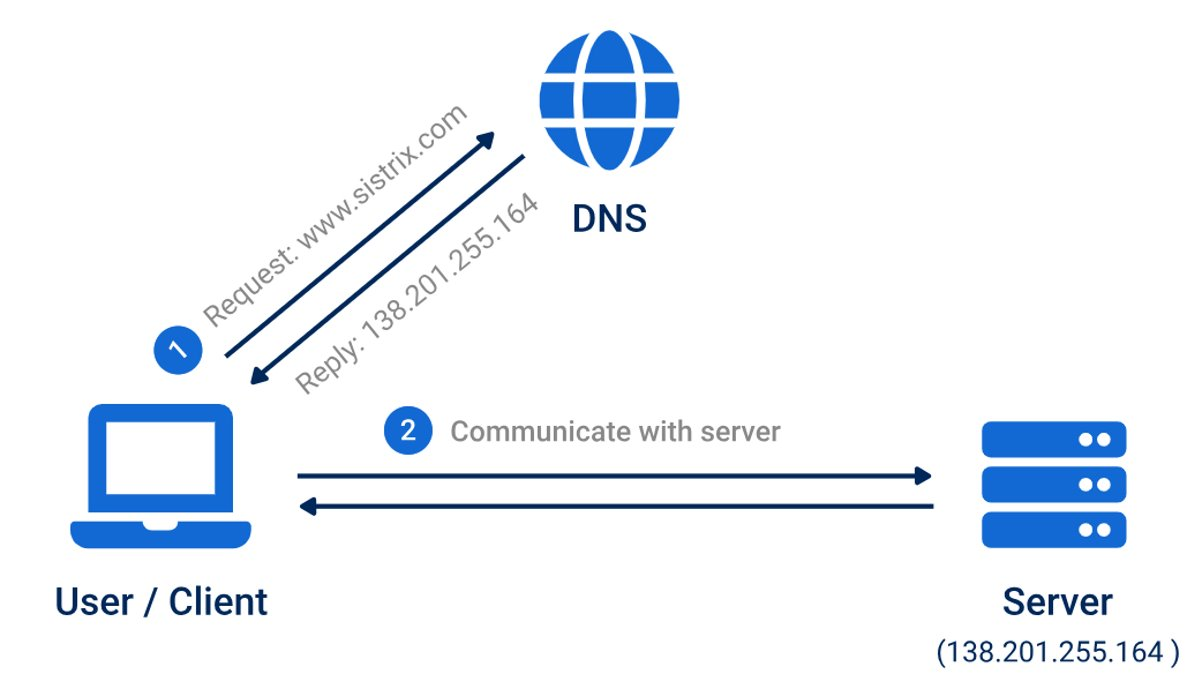 DNS
Request: www.sistrix.com
Reply: 138.201.255.164
1
2
Communicate with server
User / Client
Server
(138.201.255.164 )